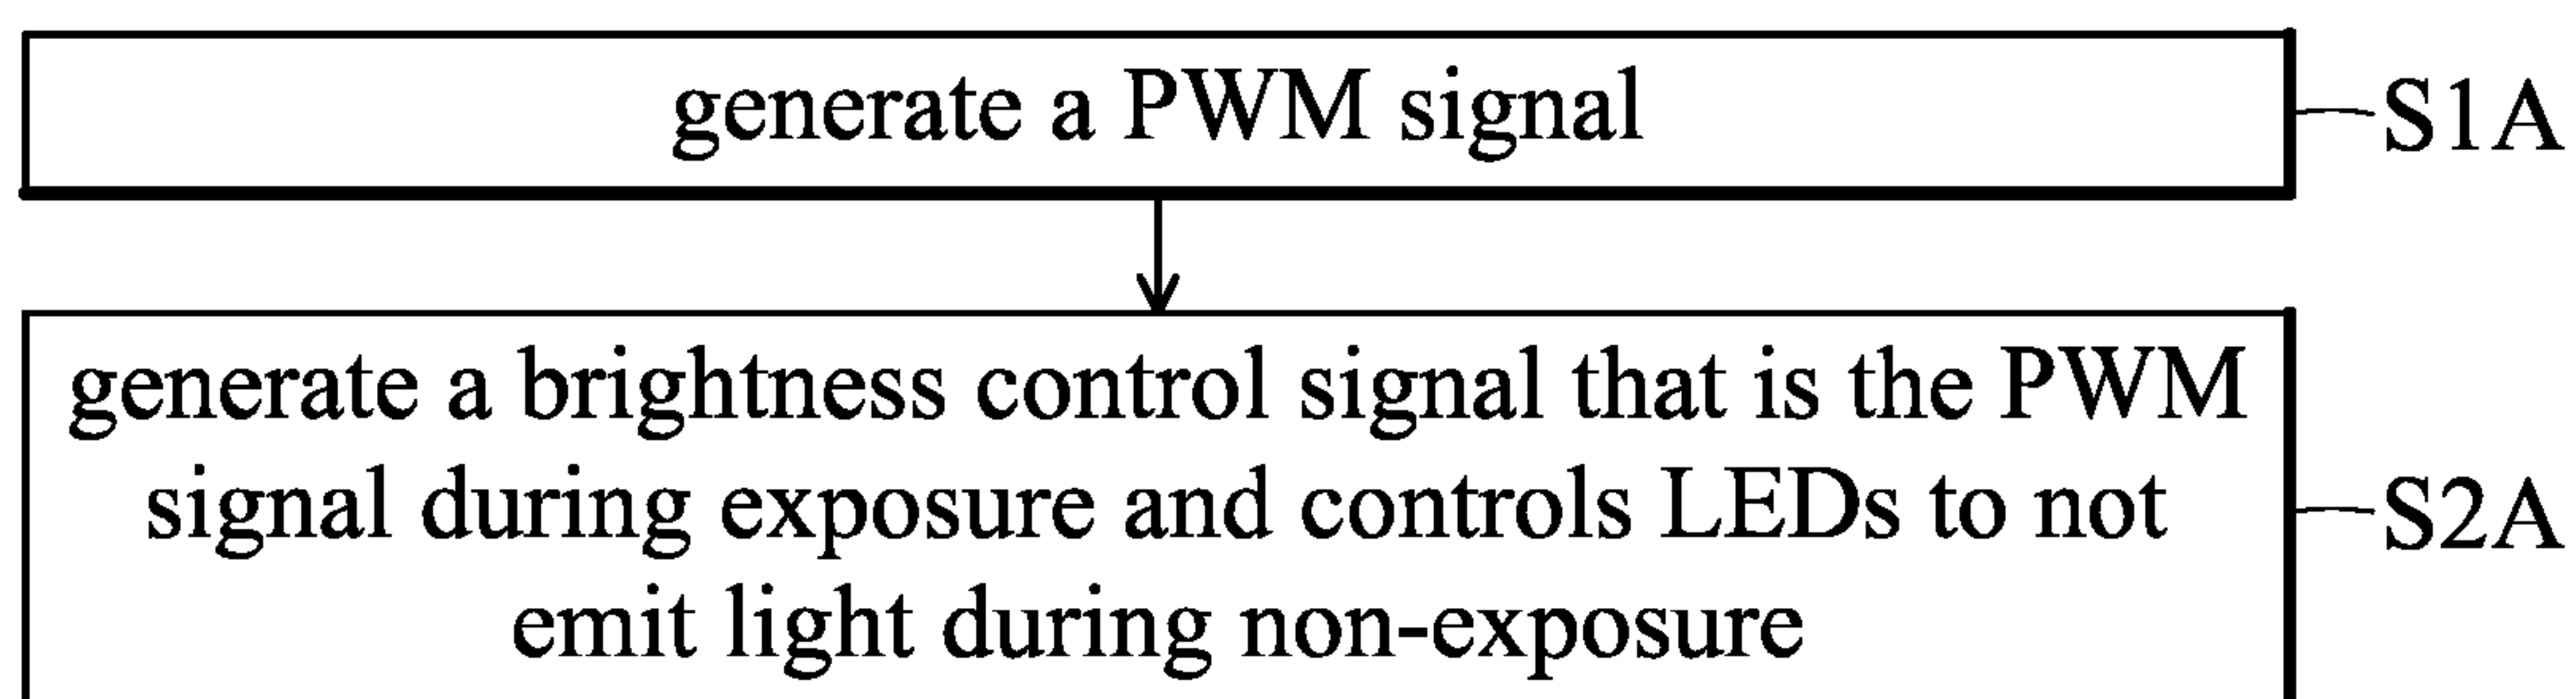 generate a PWM signal
S1A
generate a brightness control signal that is the PWM
signal during exposure and controls LEDs to not
emit light during non-exposure
S2A